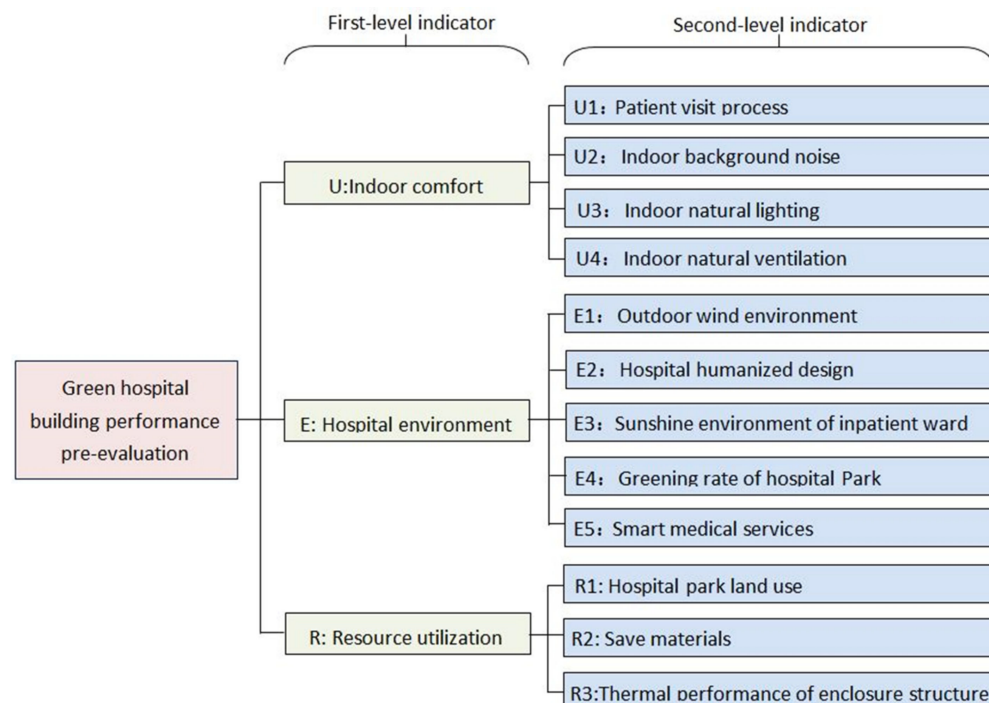 First-level indicator
Second-level indicator
Green hospital
building performance
pre-evaluation
U:Indoor comfort
U1：Patient visit process
U2： Indoor background noise
U3： Indoor natural lighting
U4： Indoor natural ventilation
E: Hospital environment
E1： Outdoor wind environment
E2： Hospital humanized design
E3：Sunshine environment of inpatient ward
E4： Greening rate of hospital Park
E5：Smart medical services
R: Resource utilization
R1: Hospital park land use
R2: Save materials
R3:Thermal performance of enclosure structure